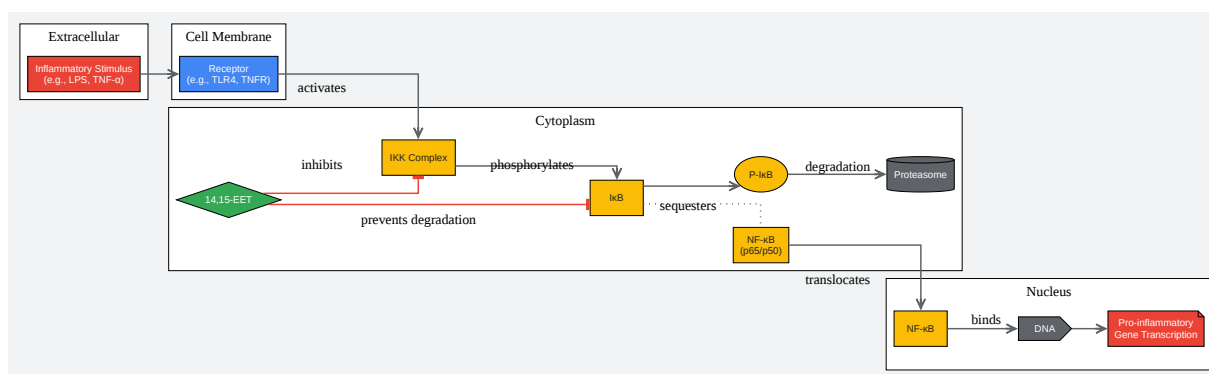 Extracellular
Inflammatory Stimulus
(e.g., LPS, TNF-α)
Cell Membrane
Receptor
(e.g., TLR4, TNFR)
activates
Cytoplasm
inhibits
IKK Complex
phosphorylates
14,15-EET
prevents degradation
IκB
sequesters
P-IκB
degradation
Proteasome
NF-κB
(p65/p50)
translocates
Nucleus
NF-κB
binds
DNA
Pro-inflammatory
Gene Transcription